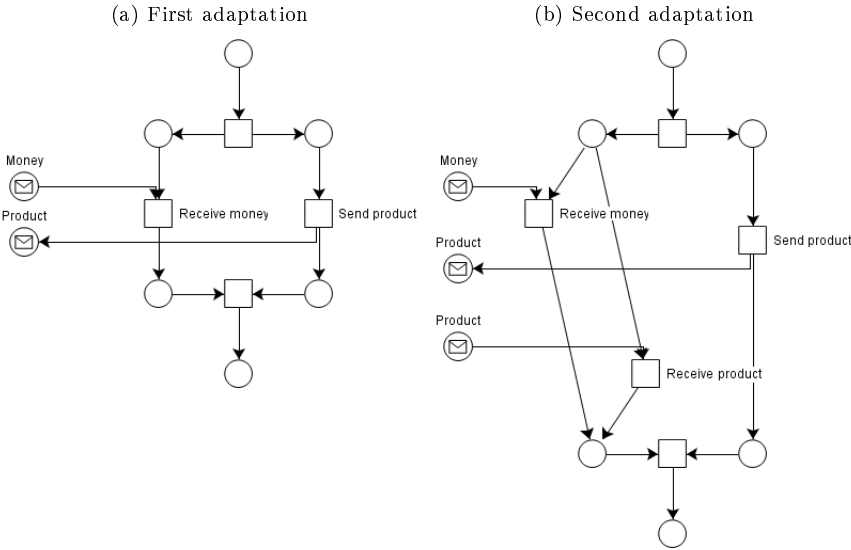 (a) First adaptation
Money
Receive money
Product
Send product
(b) Second adaptation
Money
Receive money
Product
Send product
Product
Receive product